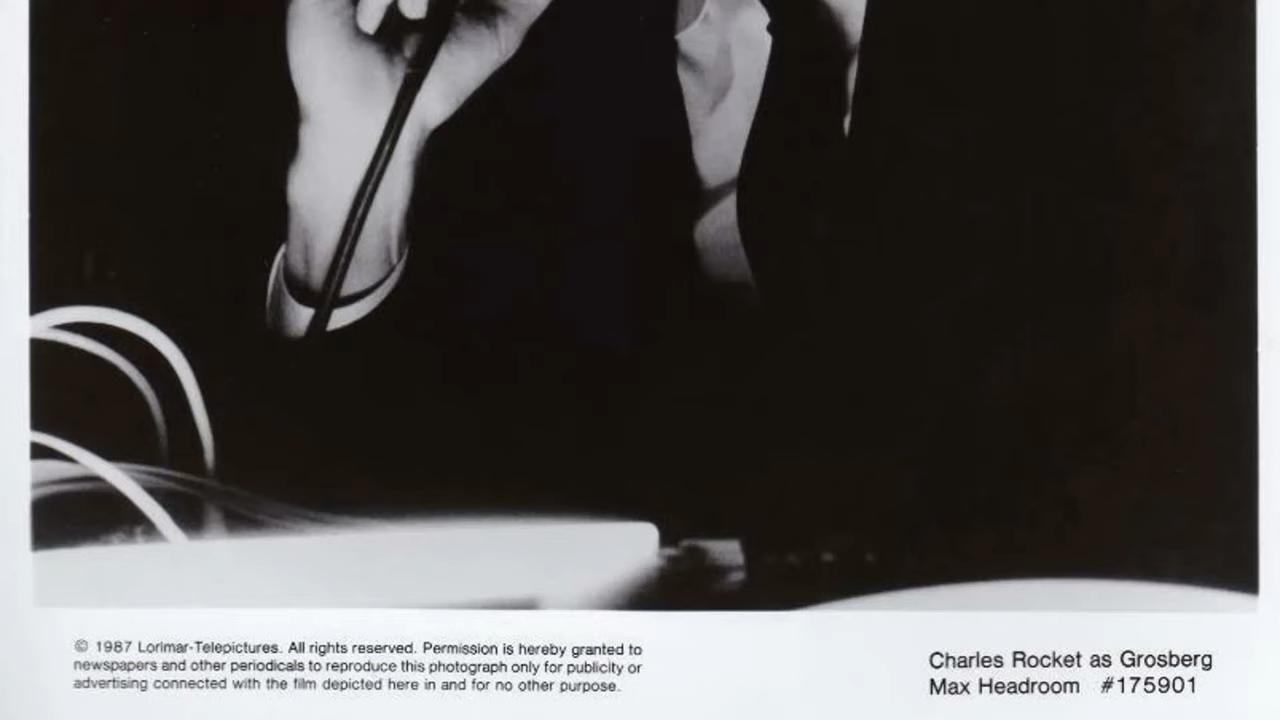 © 1987 Lorimar-Telepictures. All rights reserved. Permission is hereby granted to
newspapers and other periodicals to reproduce this photograph only for publicity or
advertising connected with the film depicted here in and for no other purpose.
Charles Rocket as Grosberg
Max Headroom #175901